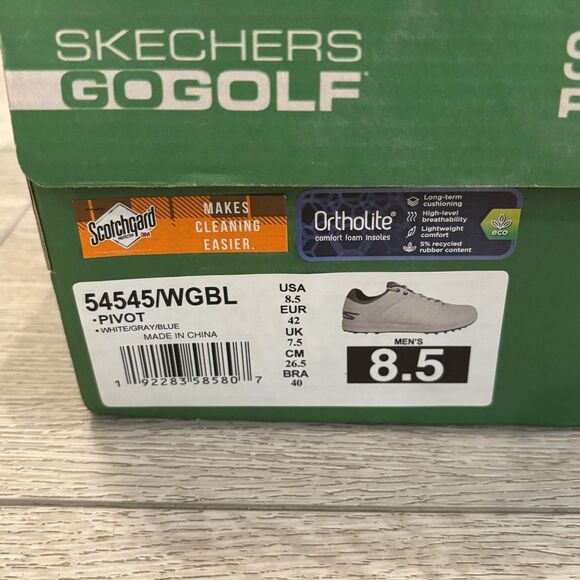 SKECHERS
GOGOLF
Scotchgard
PROTECTOR 3M
MAKES
CLEANING
EASIER.
Ortholite®
comfort foam insoles
Long-term
cushioning
High-level
breathability
Lightweight
comfort
5% recycled
rubber content
eco
54545/WGBL
•PIVOT
• WHITE/GRAY/BLUE
MADE IN CHINA
1 92283 58580 7
USA
8.5
EUR
42
UK
7.5
CM
26.5
BRA
40
MEN'S
8.5